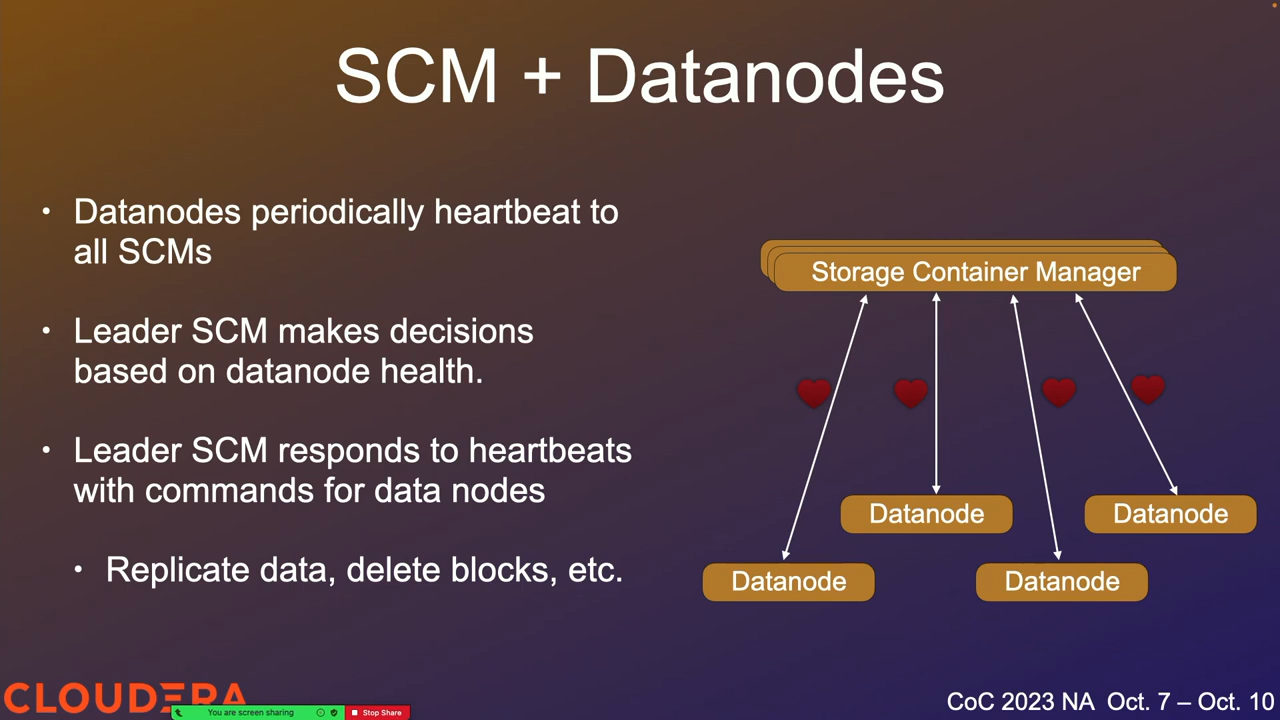 SCM + Datanodes
• Datanodes periodically heartbeat to
all SCMs
• Leader SCM makes decisions
based on datanode health.
• Leader SCM responds to heartbeats
with commands for data nodes
• Replicate data, delete blocks, etc.
Storage Container Manager
Datanode
Datanode
Datanode
Datanode
CLOUDERA
You are screen sharing
Stop Share
CoC 2023 NA Oct. 7 – Oct. 10